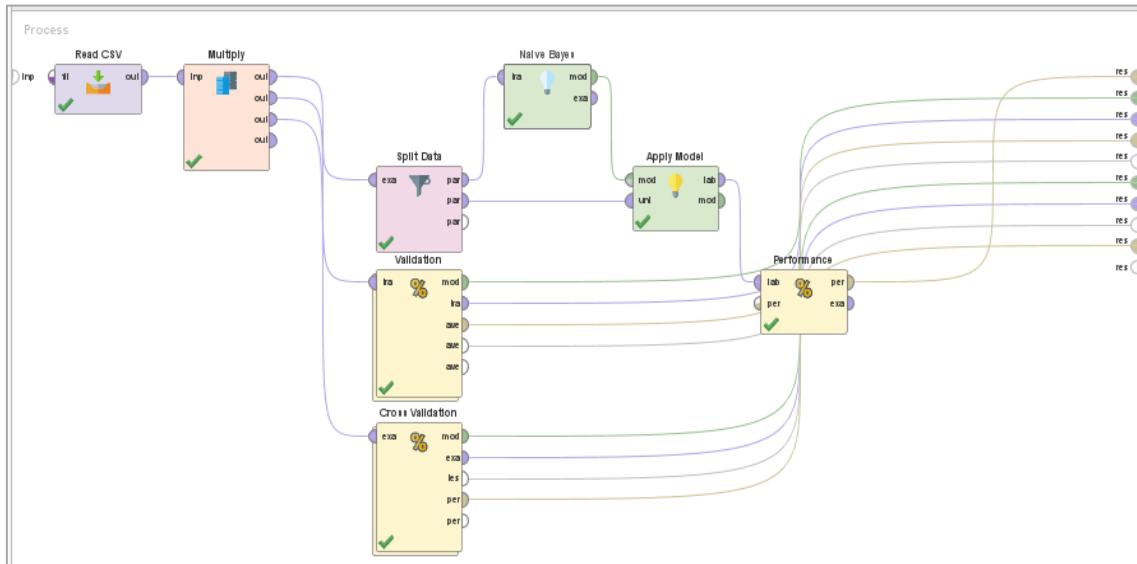 Process
Read CSV
inp
fil
out
Multiply
inp
out
out
out
out
Naive Bayes
tra
mod
exa
Split Data
exa
par
par
par
Apply Model
mod
lab
unl
mod
Validation
tra
mod
tra
ave
ave
ave
Performance
lab
per
per
exa
Cross Validation
exa
mod
exa
tes
per
per
res
res
res
res
res
res
res
res
res
res